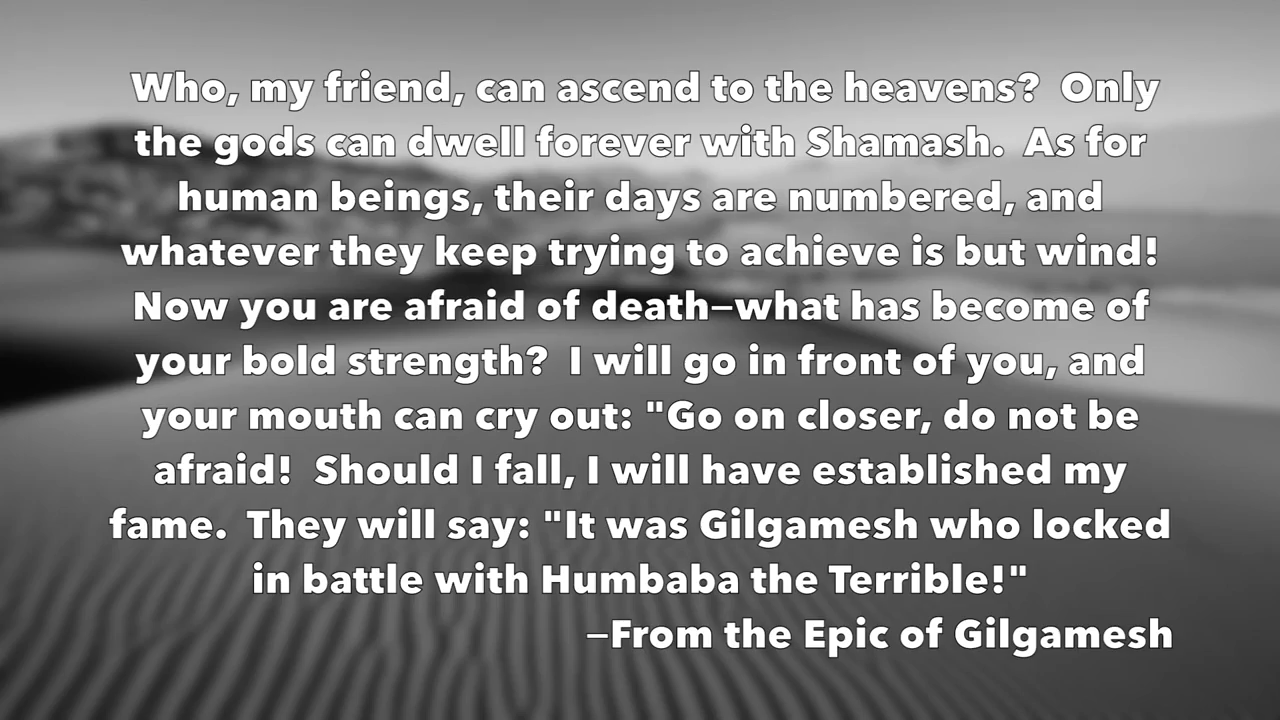 Who, my friend, can ascend to the heavens?  Only
the gods can dwell forever with Shamash.  As for
human beings, their days are numbered, and
whatever they keep trying to achieve is but wind!
Now you are afraid of death—what has become of
your bold strength?  I will go in front of you, and
your mouth can cry out: "Go on closer, do not be
afraid!  Should I fall, I will have established my
fame.  They will say: "It was Gilgamesh who locked
in battle with Humbaba the Terrible!"
—From the Epic of Gilgamesh